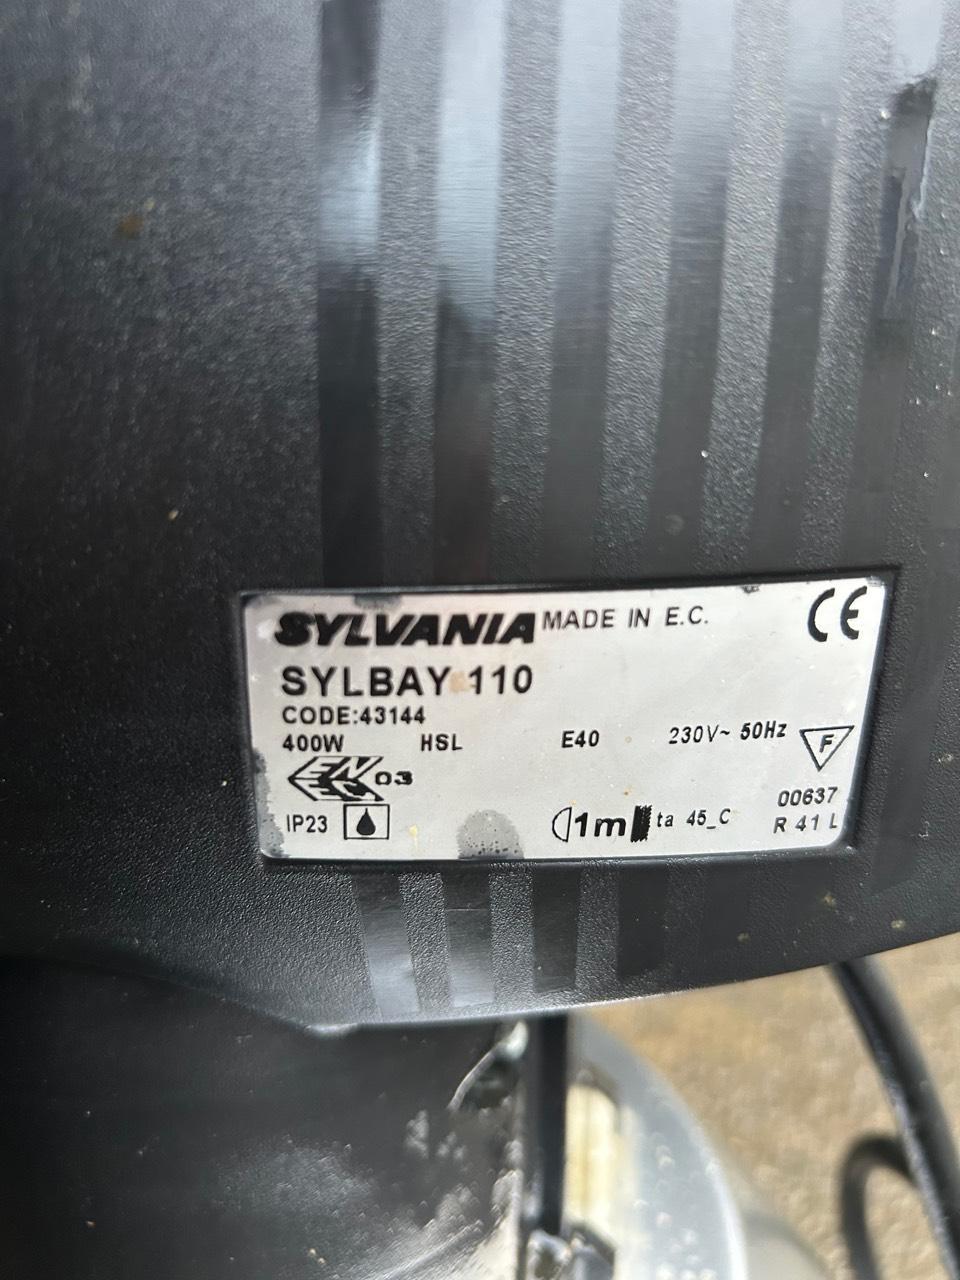 SYLVANIA MADE IN E.C. CE
SYLBAY 110
CODE:43144
400W HSL E40 230V~ 50Hz F
ENEC 03
IP23 1m ta 45_C 00637
R 41 L